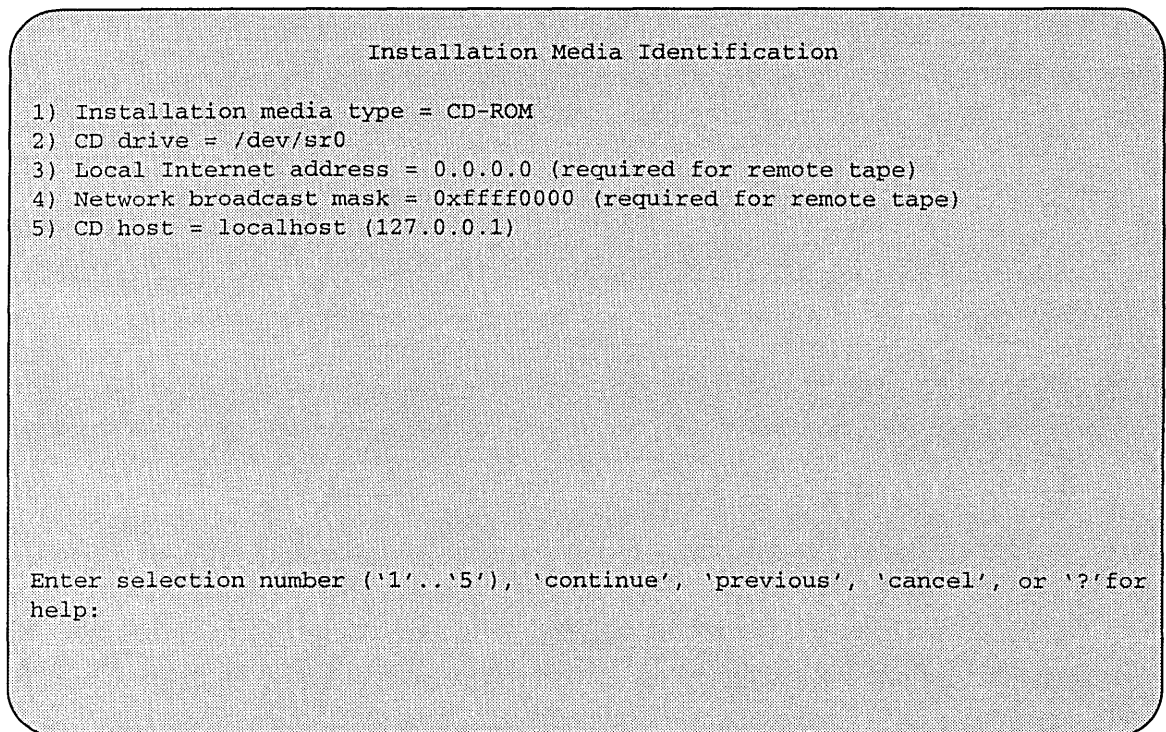 Installation Media Identification
1) Installation media type = CD-ROM
2) CD drive = /dev/sr0
3) Local Internet address = 0.0.0.0 (required for remote tape)
4) Network broadcast mask = 0xffff0000 (required for remote tape)
5) CD host = localhost (127.0.0.1)
Enter selection number ('1'..'5'), 'continue', 'previous', 'cancel', or '?'for
help: